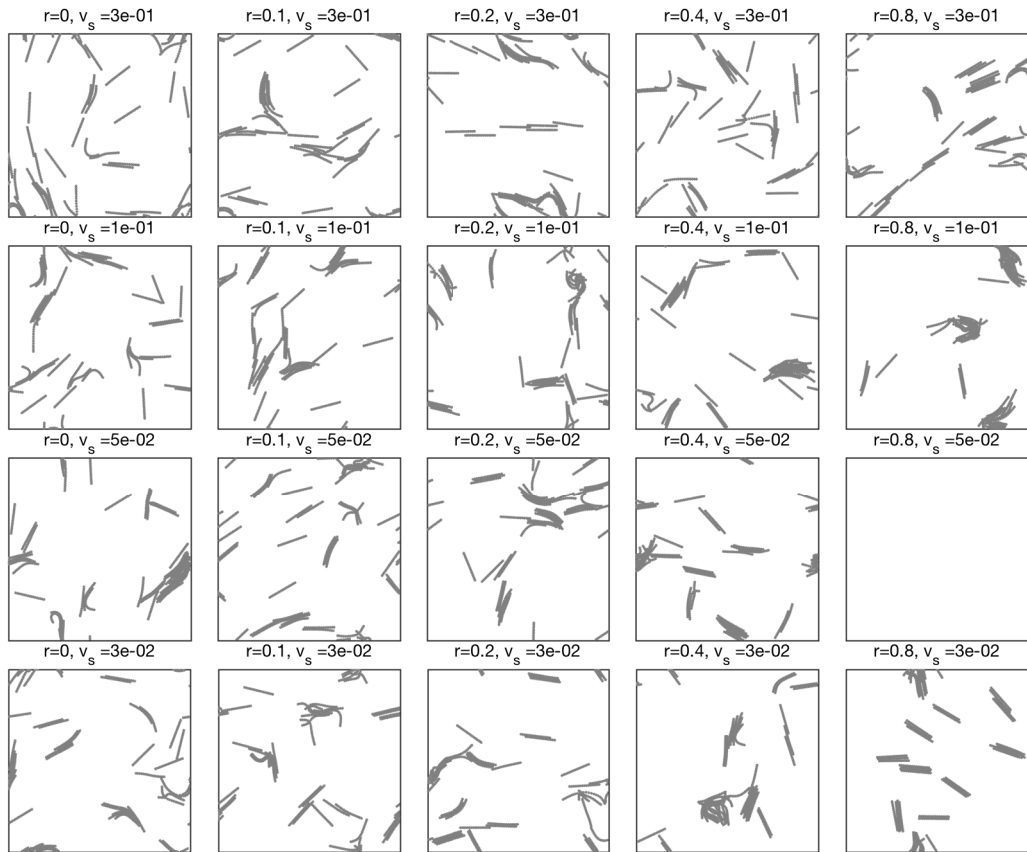 r=0, v_s =3e-01 r=0.1, v_s =3e-01 r=0.2, v_s =3e-01 r=0.4, v_s =3e-01 r=0.8, v_s =3e-01
r=0, v_s =1e-01 r=0.1, v_s =1e-01 r=0.2, v_s =1e-01 r=0.4, v_s =1e-01 r=0.8, v_s =1e-01
r=0, v_s =5e-02 r=0.1, v_s =5e-02 r=0.2, v_s =5e-02 r=0.4, v_s =5e-02 r=0.8, v_s =5e-02
r=0, v_s =3e-02 r=0.1, v_s =3e-02 r=0.2, v_s =3e-02 r=0.4, v_s =3e-02 r=0.8, v_s =3e-02